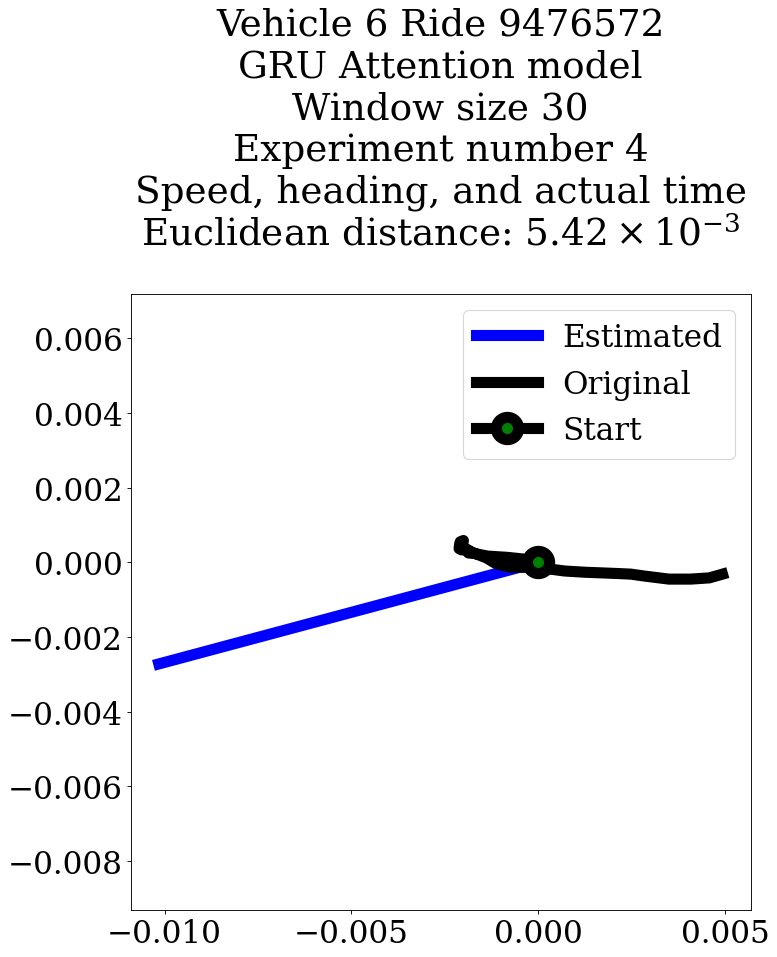 Vehicle 6 Ride 9476572
GRU Attention model
Window size 30
Experiment number 4
Speed, heading, and actual time
Euclidean distance: 5.42 × 10⁻³
Estimated
Original
Start
0.006
0.004
0.002
0.000
−0.002
−0.004
−0.006
−0.008
−0.010
−0.005
0.000
0.005